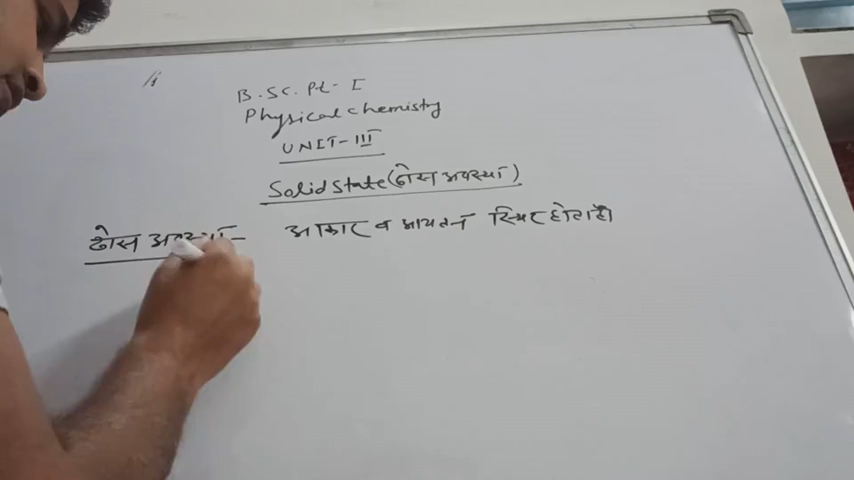 B.SC. Pt-I
Physical chemistry
UNIT-III
Solid State (ठोस अवस्था)
ठोस अवस्था- आकार व आयतन स्थिर होता है।